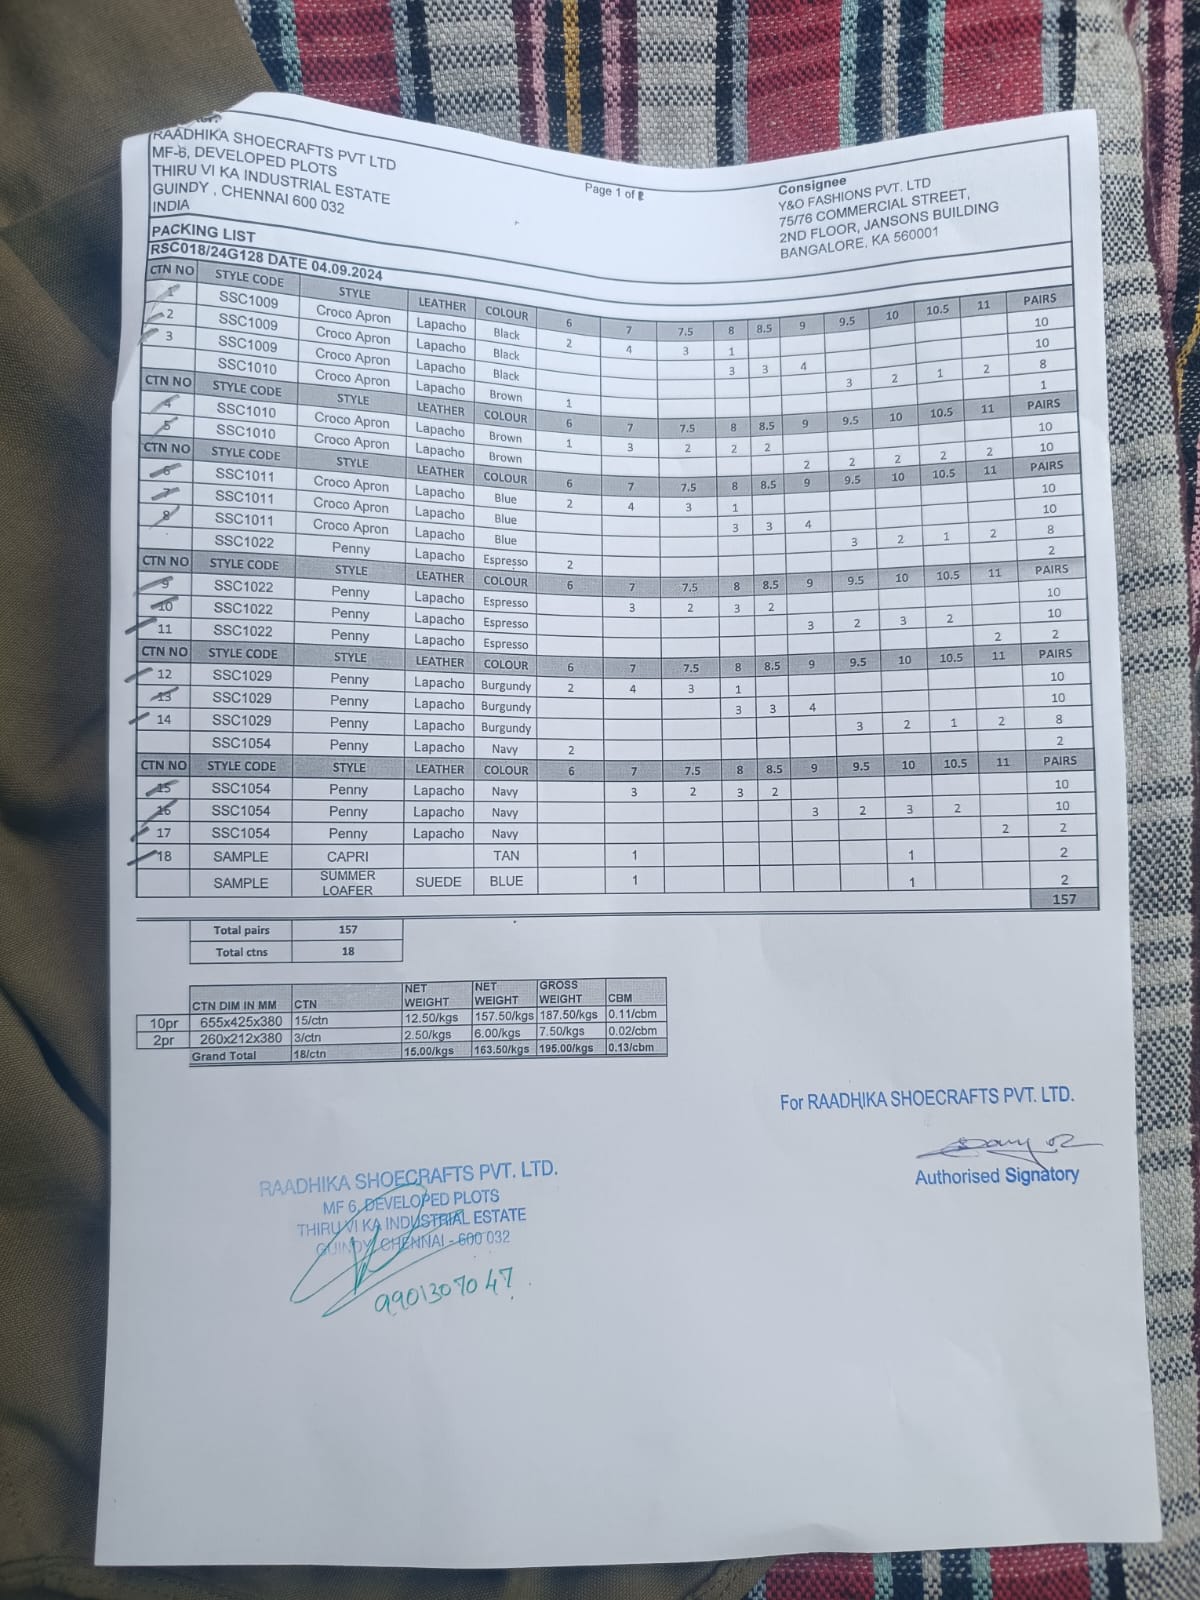 RAADHIKA SHOECRAFTS PVT LTD
MF-6, DEVELOPED PLOTS
THIRU VI KA INDUSTRIAL ESTATE
GUINDY , CHENNAI 600 032
INDIA
Page 1 of
Consignee
Y&O FASHIONS PVT. LTD
75/76 COMMERCIAL STREET,
2ND FLOOR, JANSONS BUILDING
BANGALORE, KA 560001
PACKING LIST
RSC018/24G128 DATE 04.09.2024
CTN NO STYLE CODE STYLE LEATHER COLOUR 6 7 7.5 8 8.5 9 9.5 10 10.5 11 PAIRS
1 SSC1009 Croco Apron Lapacho Black 2 4 3 1 10
2 SSC1009 Croco Apron Lapacho Black 3 3 4 10
3 SSC1009 Croco Apron Lapacho Black 3 2 1 2 8
SSC1010 Croco Apron Lapacho Brown 1 1
CTN NO STYLE CODE STYLE LEATHER COLOUR 6 7 7.5 8 8.5 9 9.5 10 10.5 11 PAIRS
4 SSC1010 Croco Apron Lapacho Brown 1 3 2 2 2 10
5 SSC1010 Croco Apron Lapacho Brown 2 2 2 2 2 10
CTN NO STYLE CODE STYLE LEATHER COLOUR 6 7 7.5 8 8.5 9 9.5 10 10.5 11 PAIRS
6 SSC1011 Croco Apron Lapacho Blue 2 4 3 1 10
7 SSC1011 Croco Apron Lapacho Blue 3 3 4 10
8 SSC1011 Croco Apron Lapacho Blue 3 2 1 2 8
SSC1022 Penny Lapacho Espresso 2 2
CTN NO STYLE CODE STYLE LEATHER COLOUR 6 7 7.5 8 8.5 9 9.5 10 10.5 11 PAIRS
9 SSC1022 Penny Lapacho Espresso 3 2 3 2 10
10 SSC1022 Penny Lapacho Espresso 3 2 3 2 10
11 SSC1022 Penny Lapacho Espresso 2 2
CTN NO STYLE CODE STYLE LEATHER COLOUR 6 7 7.5 8 8.5 9 9.5 10 10.5 11 PAIRS
12 SSC1029 Penny Lapacho Burgundy 2 4 3 1 10
13 SSC1029 Penny Lapacho Burgundy 3 3 4 10
14 SSC1029 Penny Lapacho Burgundy 3 2 1 2 8
SSC1054 Penny Lapacho Navy 2 2
CTN NO STYLE CODE STYLE LEATHER COLOUR 6 7 7.5 8 8.5 9 9.5 10 10.5 11 PAIRS
15 SSC1054 Penny Lapacho Navy 3 2 3 2 10
16 SSC1054 Penny Lapacho Navy 3 2 3 2 10
17 SSC1054 Penny Lapacho Navy 2 2
18 SAMPLE CAPRI TAN 1 1 2
SAMPLE SUMMER LOAFER SUEDE BLUE 1 1 2
157
Total pairs 157
Total ctns 18
CTN DIM IN MM CTN NET WEIGHT NET WEIGHT GROSS WEIGHT CBM
10pr 655x425x380 15/ctn 12.50/kgs 157.50/kgs 187.50/kgs 0.11/cbm
2pr 260x212x380 3/ctn 2.50/kgs 6.00/kgs 7.50/kgs 0.02/cbm
Grand Total 18/ctn 15.00/kgs 163.50/kgs 195.00/kgs 0.13/cbm
For RAADHIKA SHOECRAFTS PVT. LTD.
Authorised Signatory
RAADHIKA SHOECRAFTS PVT. LTD.
MF 6, DEVELOPED PLOTS
THIRU VI KA INDUSTRIAL ESTATE
GUINDY, CHENNAI - 600 032
9901307047